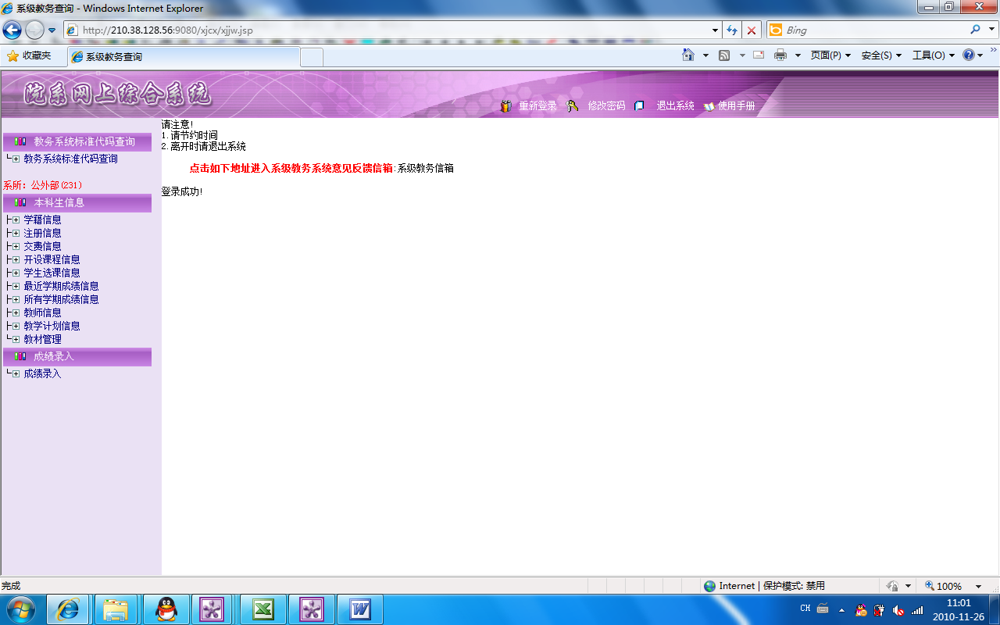 系级教务查询 - Windows Internet Explorer
http://210.38.128.56:9080/xjcx/xjjw.jsp
Bing
收藏夹
系级教务查询
页面(P)
安全(S)
工具(O)
院系网上综合系统
重新登录
修改密码
退出系统
使用手册
教务系统标准代码查询
教务系统标准代码查询
系所：公外部(231)
本科生信息
学籍信息
注册信息
交费信息
开设课程信息
学生选课信息
最近学期成绩信息
所有学期成绩信息
教师信息
教学计划信息
教材管理
成绩录入
成绩录入
请注意!
1.请节约时间
2.离开时请退出系统
点击如下地址进入系级教务系统意见反馈信箱:系级教务信箱
登录成功!
完成
Internet | 保护模式: 禁用
100%
CH
11:01
2010-11-26